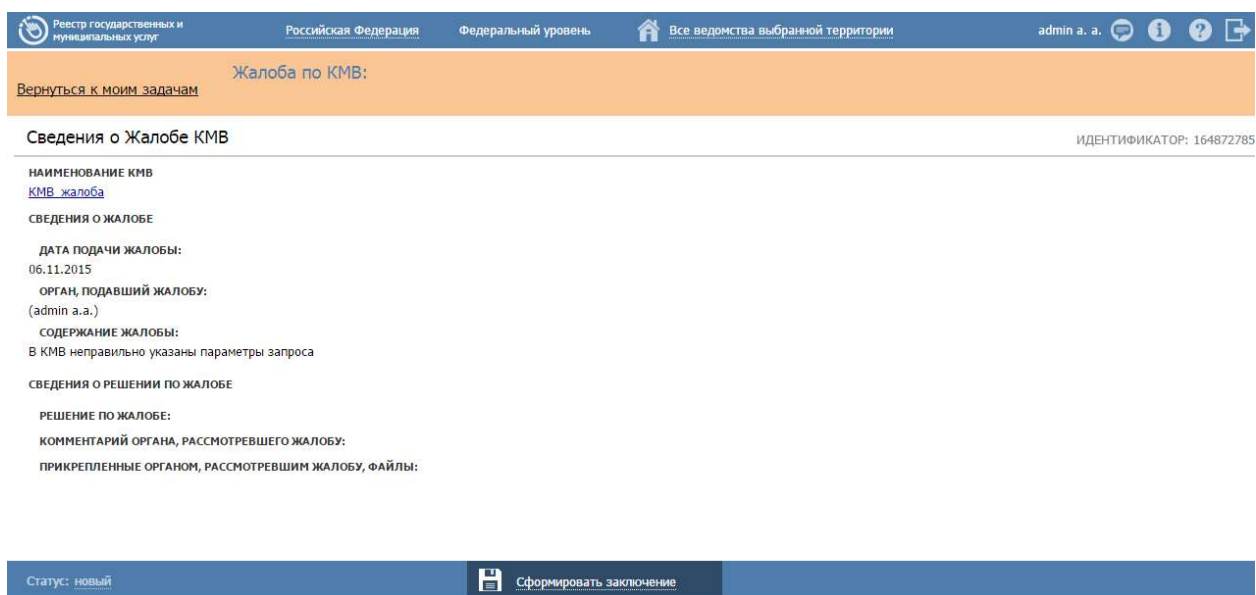 Реестр государственных и
муниципальных услуг
Российская Федерация
Федеральный уровень
Все ведомства выбранной территории
admin a. a.
Жалоба по КМВ:
Вернуться к моим задачам
Сведения о Жалобе КМВ
ИДЕНТИФИКАТОР: 164872785
НАИМЕНОВАНИЕ КМВ
КМВ_жалоба
СВЕДЕНИЯ О ЖАЛОБЕ
ДАТА ПОДАЧИ ЖАЛОБЫ:
06.11.2015
ОРГАН, ПОДАВШИЙ ЖАЛОБУ:
(admin a.a.)
СОДЕРЖАНИЕ ЖАЛОБЫ:
В КМВ неправильно указаны параметры запроса
СВЕДЕНИЯ О РЕШЕНИИ ПО ЖАЛОБЕ
РЕШЕНИЕ ПО ЖАЛОБЕ:
КОММЕНТАРИЙ ОРГАНА, РАССМОТРЕВШЕГО ЖАЛОБУ:
ПРИКРЕПЛЕННЫЕ ОРГАНОМ, РАССМОТРЕВШИМ ЖАЛОБУ, ФАЙЛЫ:
Статус: новый
Сформировать заключение